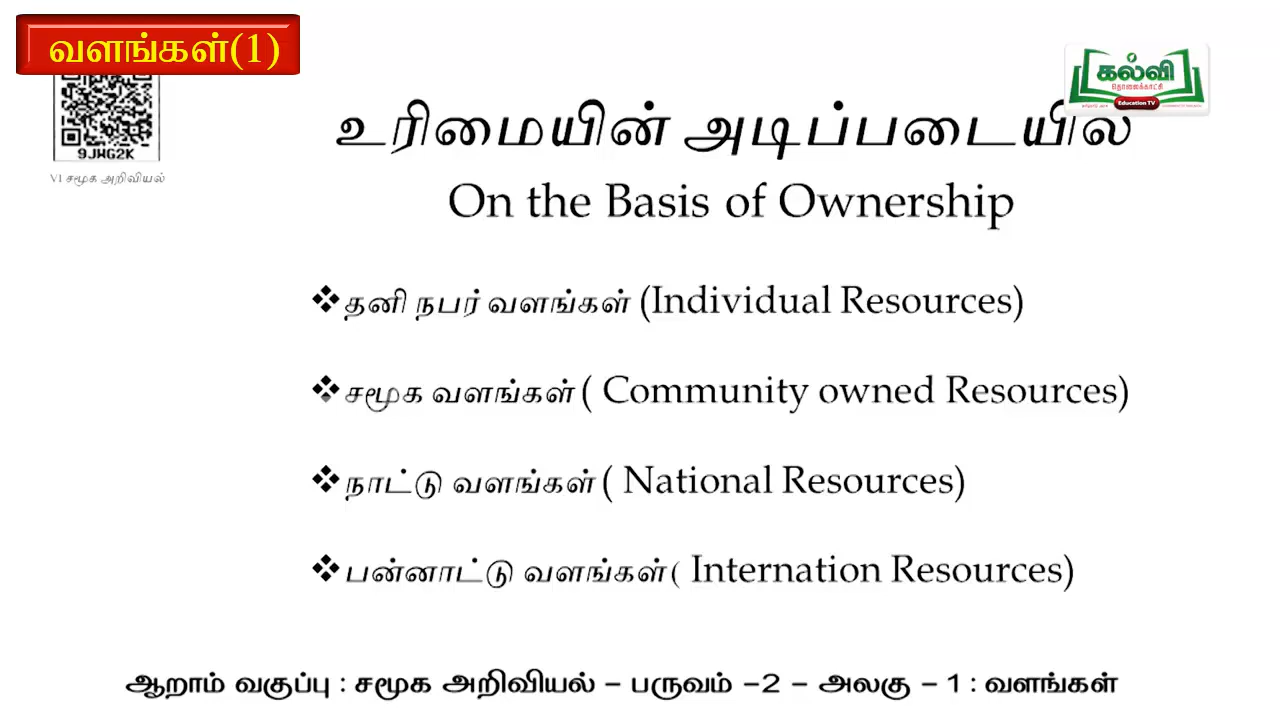 வளங்கள்(1)
கல்வி
தொலைக்காட்சி
Education TV
9JWG2K
VI சமூக அறிவியல்
உரிமையின் அடிப்படையில்
On the Basis of Ownership
❖தனி நபர் வளங்கள் (Individual Resources)
❖சமூக வளங்கள் ( Community owned Resources)
❖நாட்டு வளங்கள் ( National Resources)
❖பன்னாட்டு வளங்கள் ( Internation Resources)
ஆறாம் வகுப்பு : சமூக அறிவியல் – பருவம் –2 – அலகு – 1 : வளங்கள்